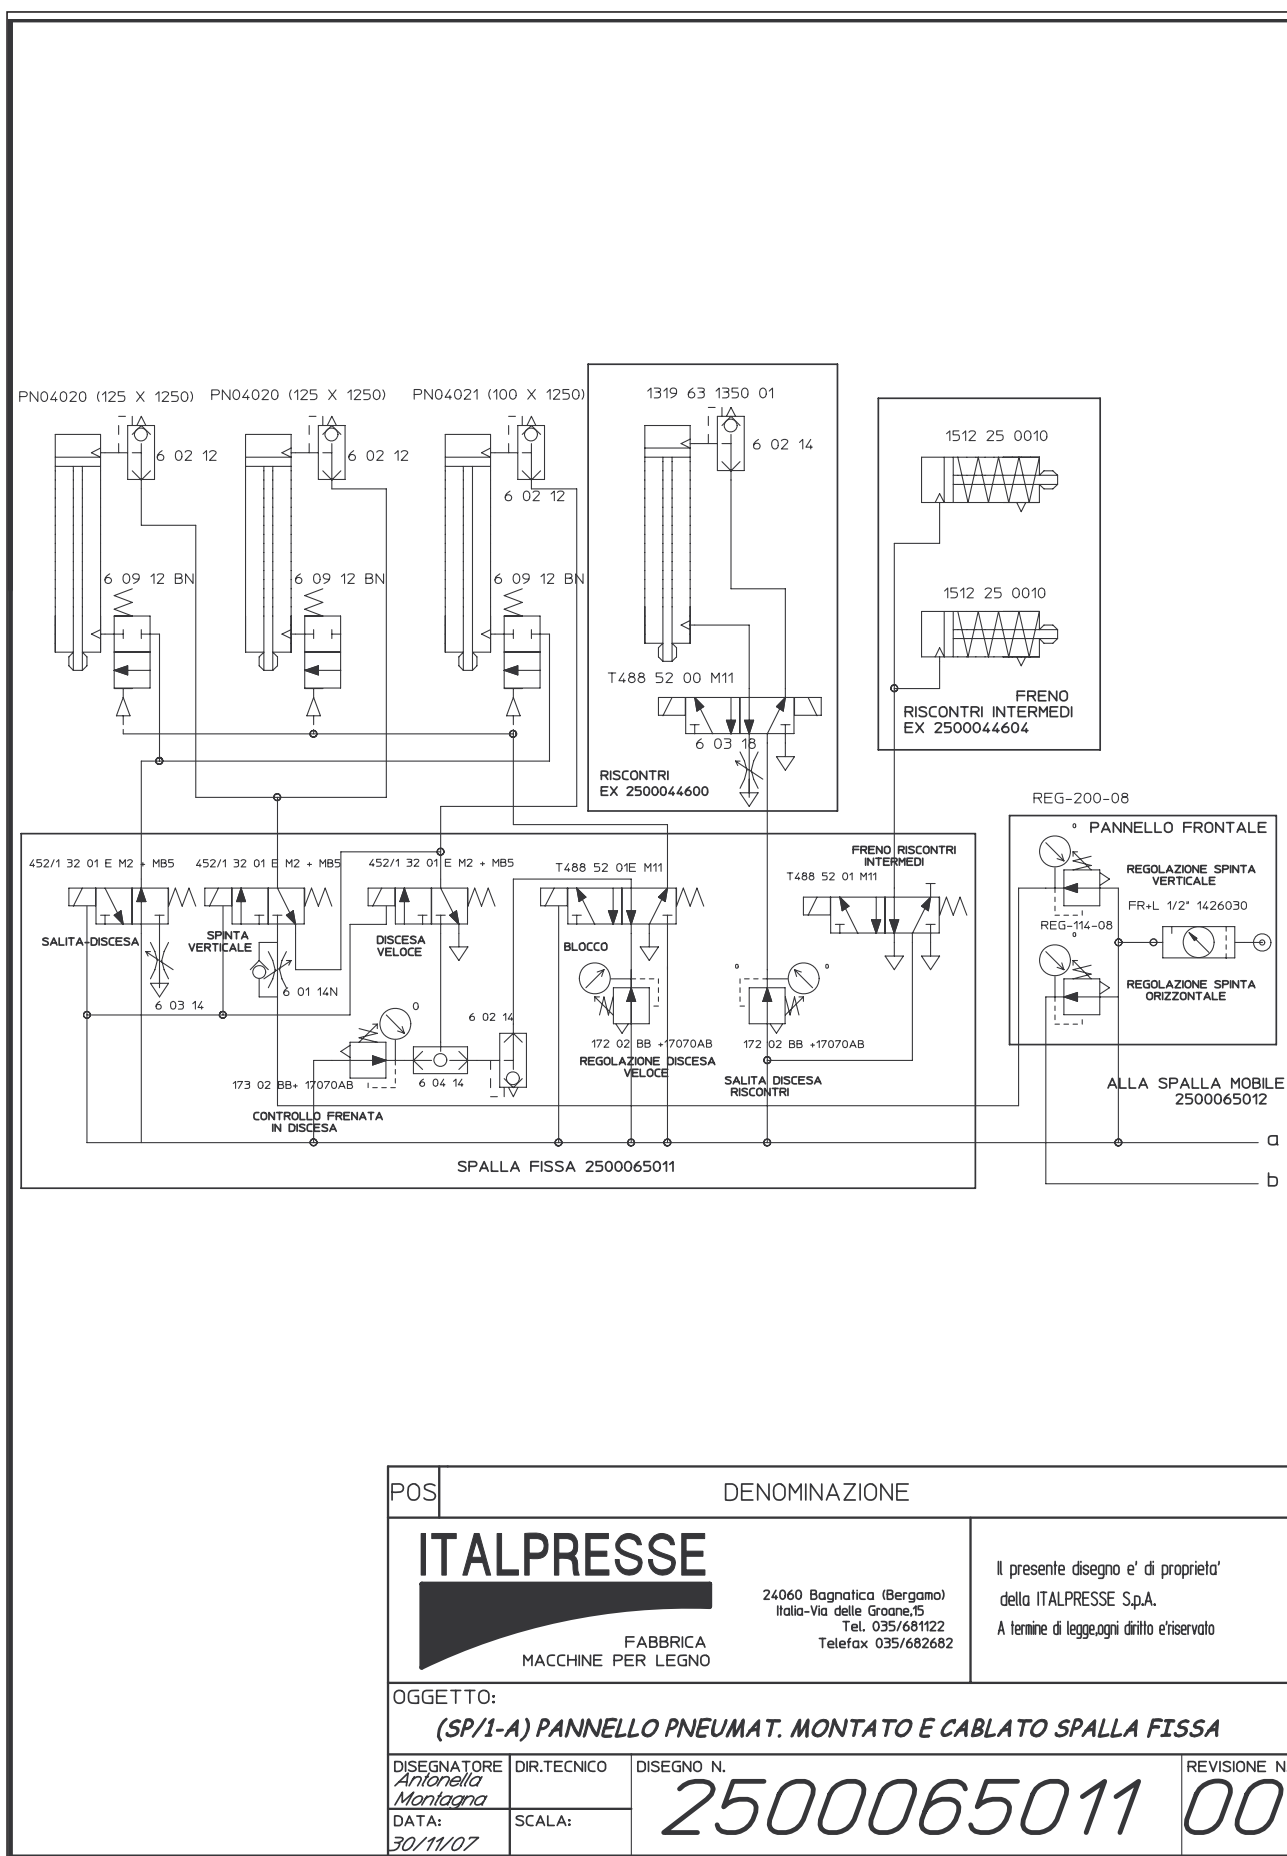 PN04020 (125 X 1250)
PN04020 (125 X 1250)
PN04021 (100 X 1250)
1319 63 1350 01
6 02 12
6 02 12
6 02 12
6 02 14
1512 25 0010
6 09 12 BN
6 09 12 BN
6 09 12 BN
1512 25 0010
T488 52 00 M11
6 03 18
RISCONTRI
EX 2500044600
FRENO
RISCONTRI INTERMEDI
EX 2500044604
REG-200-08
0
PANNELLO FRONTALE
REGOLAZIONE SPINTA
VERTICALE
FR+L 1/2" 1426030
REG-114-08
0
REGOLAZIONE SPINTA
ORIZZONTALE
452/1 32 01 E M2 + MB5
452/1 32 01 E M2 + MB5
452/1 32 01 E M2 + MB5
T488 52 01E M11
FRENO RISCONTRI
INTERMEDI
T488 52 01 M11
SALITA-DISCESA
SPINTA
VERTICALE
DISCESA
VELOCE
BLOCCO
6 03 14
6 01 14N
0
6 02 14
0
0
0
172 02 BB +17070AB
172 02 BB +17070AB
REGOLAZIONE DISCESA
VELOCE
173 02 BB+ 17070AB
6 04 14
SALITA DISCESA
RISCONTRI
CONTROLLO FRENATA
IN DISCESA
ALLA SPALLA MOBILE
2500065012
a
SPALLA FISSA 2500065011
b
POS
DENOMINAZIONE
ITALPRESSE
FABBRICA
MACCHINE PER LEGNO
24060 Bagnatica (Bergamo)
Italia-Via delle Groane,15
Tel. 035/681122
Telefax 035/682682
Il presente disegno e' di proprieta'
della ITALPRESSE S.p.A.
A termine di legge,ogni diritto e'riservato
OGGETTO:
(SP/1-A) PANNELLO PNEUMAT. MONTATO E CABLATO SPALLA FISSA
DISEGNATORE
Antonella
Montagna
DIR.TECNICO
DISEGNO N.
2500065011
REVISIONE N.
00
DATA:
30/11/07
SCALA: